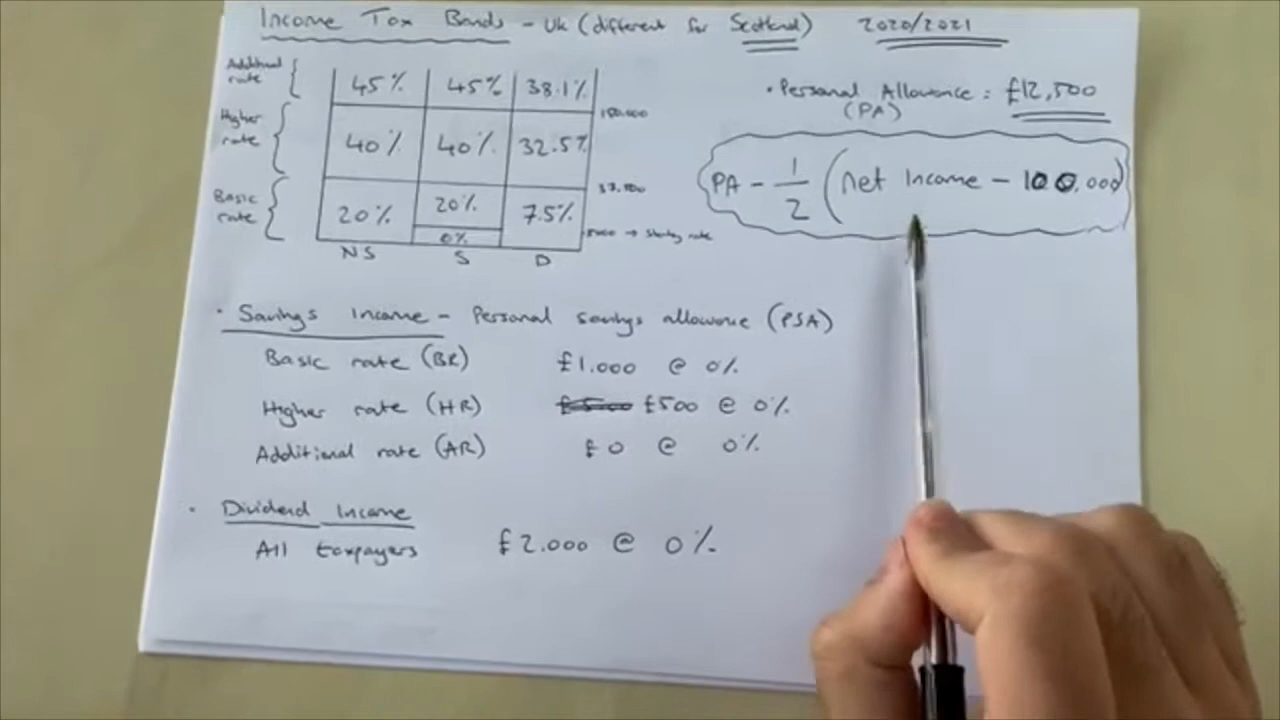 Income Tax Bands - UK (different for Scotland) 2020/2021
Additional rate { 45% 45% 38.1%
150.000
Higher rate { 40% 40% 32.5%
37.500
Basic rate { 20% 20% 7.5%
0% 5000 → Starting rate
NS S D
• Personal Allowance : £12,500
(PA)
PA - 1/2 (net income - 100.000)
• Savings Income - Personal savings allowance (PSA)
Basic rate (BR) £1.000 @ 0%
Higher rate (HR) £500 @ 0%
Additional rate (AR) £0 @ 0%
• Dividend Income
All taxpayers £2.000 @ 0%